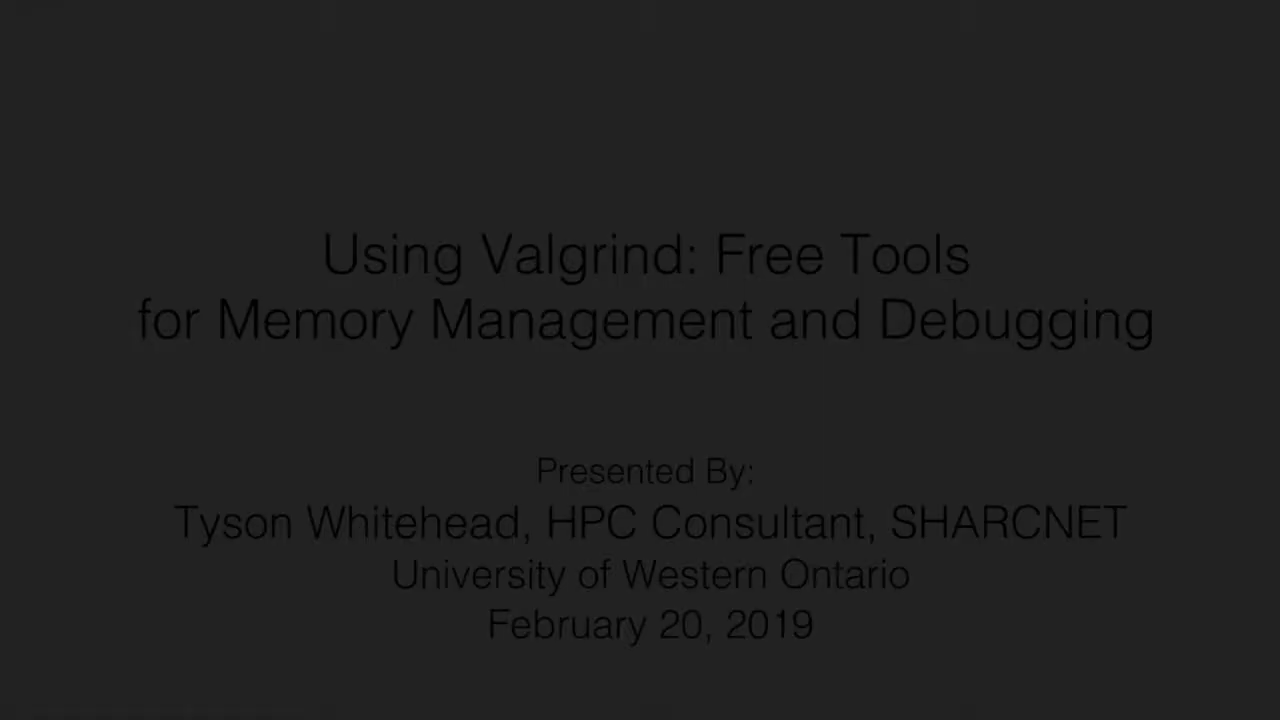 Using Valgrind: Free Tools
for Memory Management and Debugging
Presented By:
Tyson Whitehead, HPC Consultant, SHARCNET
University of Western Ontario
February 20, 2019